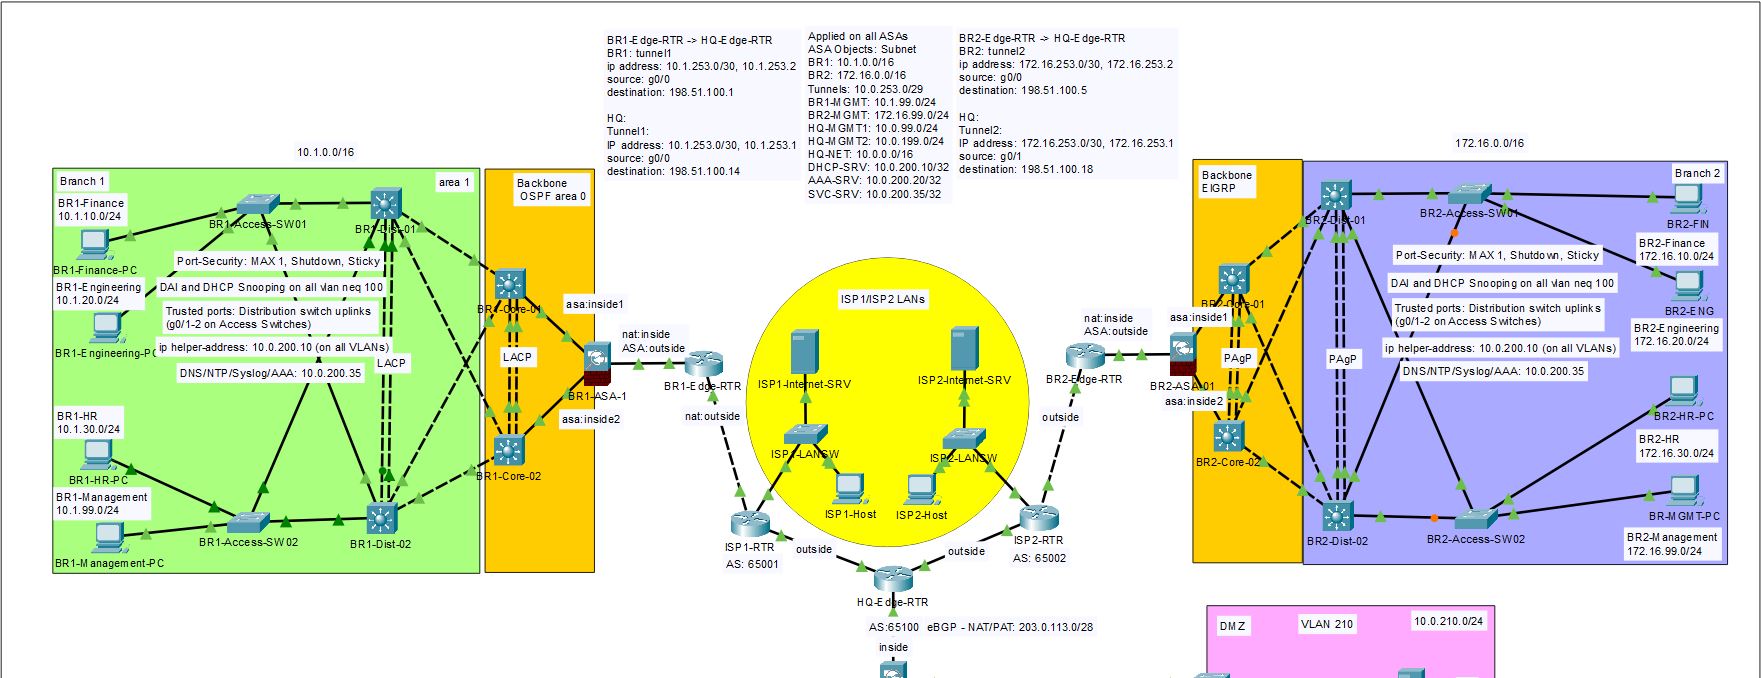 BR1-Edge-RTR -> HQ-Edge-RTR
BR1: tunnel1
ip address: 10.1.253.0/30, 10.1.253.2
source: g0/0
destination: 198.51.100.1
HQ:
Tunnel1:
IP address: 10.1.253.0/30, 10.1.253.1
source: g0/0
destination: 198.51.100.14
Applied on all ASAs
ASA Objects: Subnet
BR1: 10.1.0.0/16
BR2: 172.16.0.0/16
Tunnels: 10.0.253.0/29
BR1-MGMT: 10.1.99.0/24
BR2-MGMT: 172.16.99.0/24
HQ-MGMT1: 10.0.99.0/24
HQ-MGMT2: 10.0.199.0/24
HQ-NET: 10.0.0.0/16
DHCP-SRV: 10.0.200.10/32
AAA-SRV: 10.0.200.20/32
SVC-SRV: 10.0.200.35/32
BR2-Edge-RTR -> HQ-Edge-RTR
BR2: tunnel2
ip address: 172.16.253.0/30, 172.16.253.2
source: g0/0
destination: 198.51.100.5
HQ:
Tunnel2:
IP address: 172.16.253.0/30, 172.16.253.1
source: g0/1
destination: 198.51.100.18
10.1.0.0/16
Branch 1
area 1
BR1-Finance
10.1.10.0/24
BR1-Access-SW01
BR1-Dist-01
BR1-Finance-PC
Port-Security: MAX 1, Shutdown, Sticky
BR1-Engineering
10.1.20.0/24
DAI and DHCP Snooping on all vlan neq 100
Trusted ports: Distribution switch uplinks
(g0/1-2 on Access Switches)
BR1-Engineering-PC
ip helper-address: 10.0.200.10 (on all VLANs)
LACP
DNS/NTP/Syslog/AAA: 10.0.200.35
BR1-HR
10.1.30.0/24
BR1-HR-PC
BR1-Management
10.1.99.0/24
BR1-Access-SW02
BR1-Dist-02
BR1-Management-PC
Backbone
OSPF area 0
BR1-Core-01
LACP
BR1-Core-02
asa:inside1
BR1-ASA-1
asa:inside2
nat:inside
ASA:outside
BR1-Edge-RTR
nat:outside
ISP1/ISP2 LANs
ISP1-Internet-SRV
ISP2-Internet-SRV
ISP1-LANSW
ISP2-LANSW
ISP1-Host
ISP2-Host
ISP1-RTR
AS: 65001
outside
outside
ISP2-RTR
AS: 65002
HQ-Edge-RTR
AS:65100 eBGP - NAT/PAT: 203.0.113.0/28
inside
nat:inside
ASA:outside
BR2-Edge-RTR
outside
asa:inside1
BR2-ASA-01
asa:inside2
172.16.0.0/16
Backbone
EIGRP
BR2-Core-01
PAgP
BR2-Core-02
Branch 2
BR2-Dist-01
BR2-Access-SW01
BR2-FIN
BR2-Finance
172.16.10.0/24
Port-Security: MAX 1, Shutdown, Sticky
DAI and DHCP Snooping on all vlan neq 100
Trusted ports: Distribution switch uplinks
(g0/1-2 on Access Switches)
BR2-ENG
BR2-Engineering
172.16.20.0/24
ip helper-address: 10.0.200.10 (on all VLANs)
PAgP
DNS/NTP/Syslog/AAA: 10.0.200.35
BR2-HR-PC
BR2-HR
172.16.30.0/24
BR-MGMT-PC
BR2-Dist-02
BR2-Access-SW02
BR2-Management
172.16.99.0/24
DMZ
VLAN 210
10.0.210.0/24